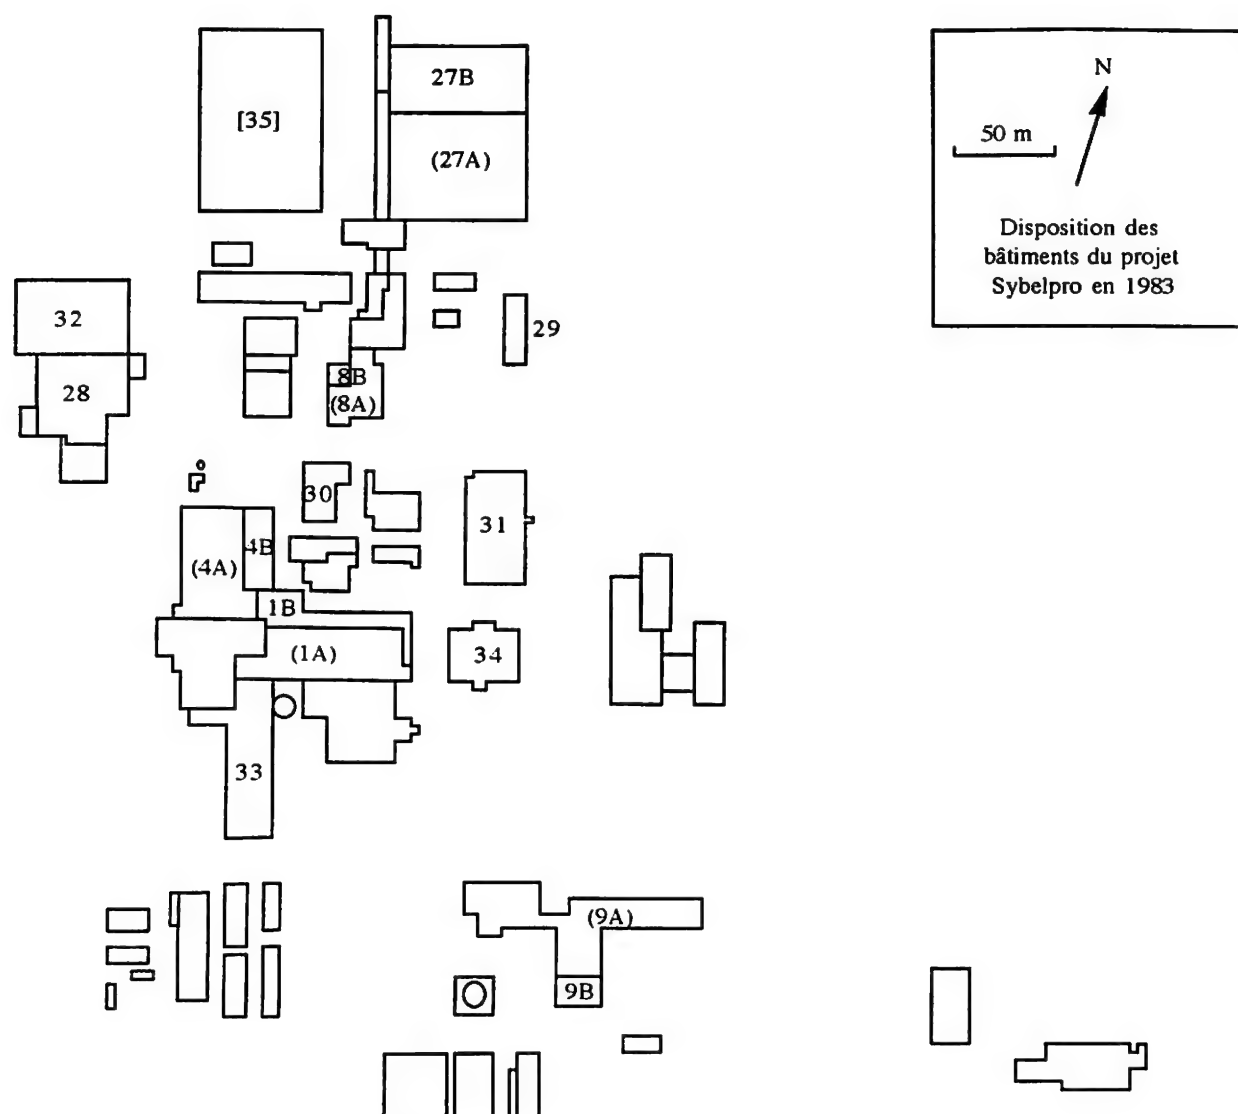 27B
[35]
(27A)
N
50 m
Disposition des
bâtiments du projet
Sybelpro en 1983
32
29
28
8B
(8A)
30
31
4B
(4A)
1B
(1A)
34
33
(9A)
9B